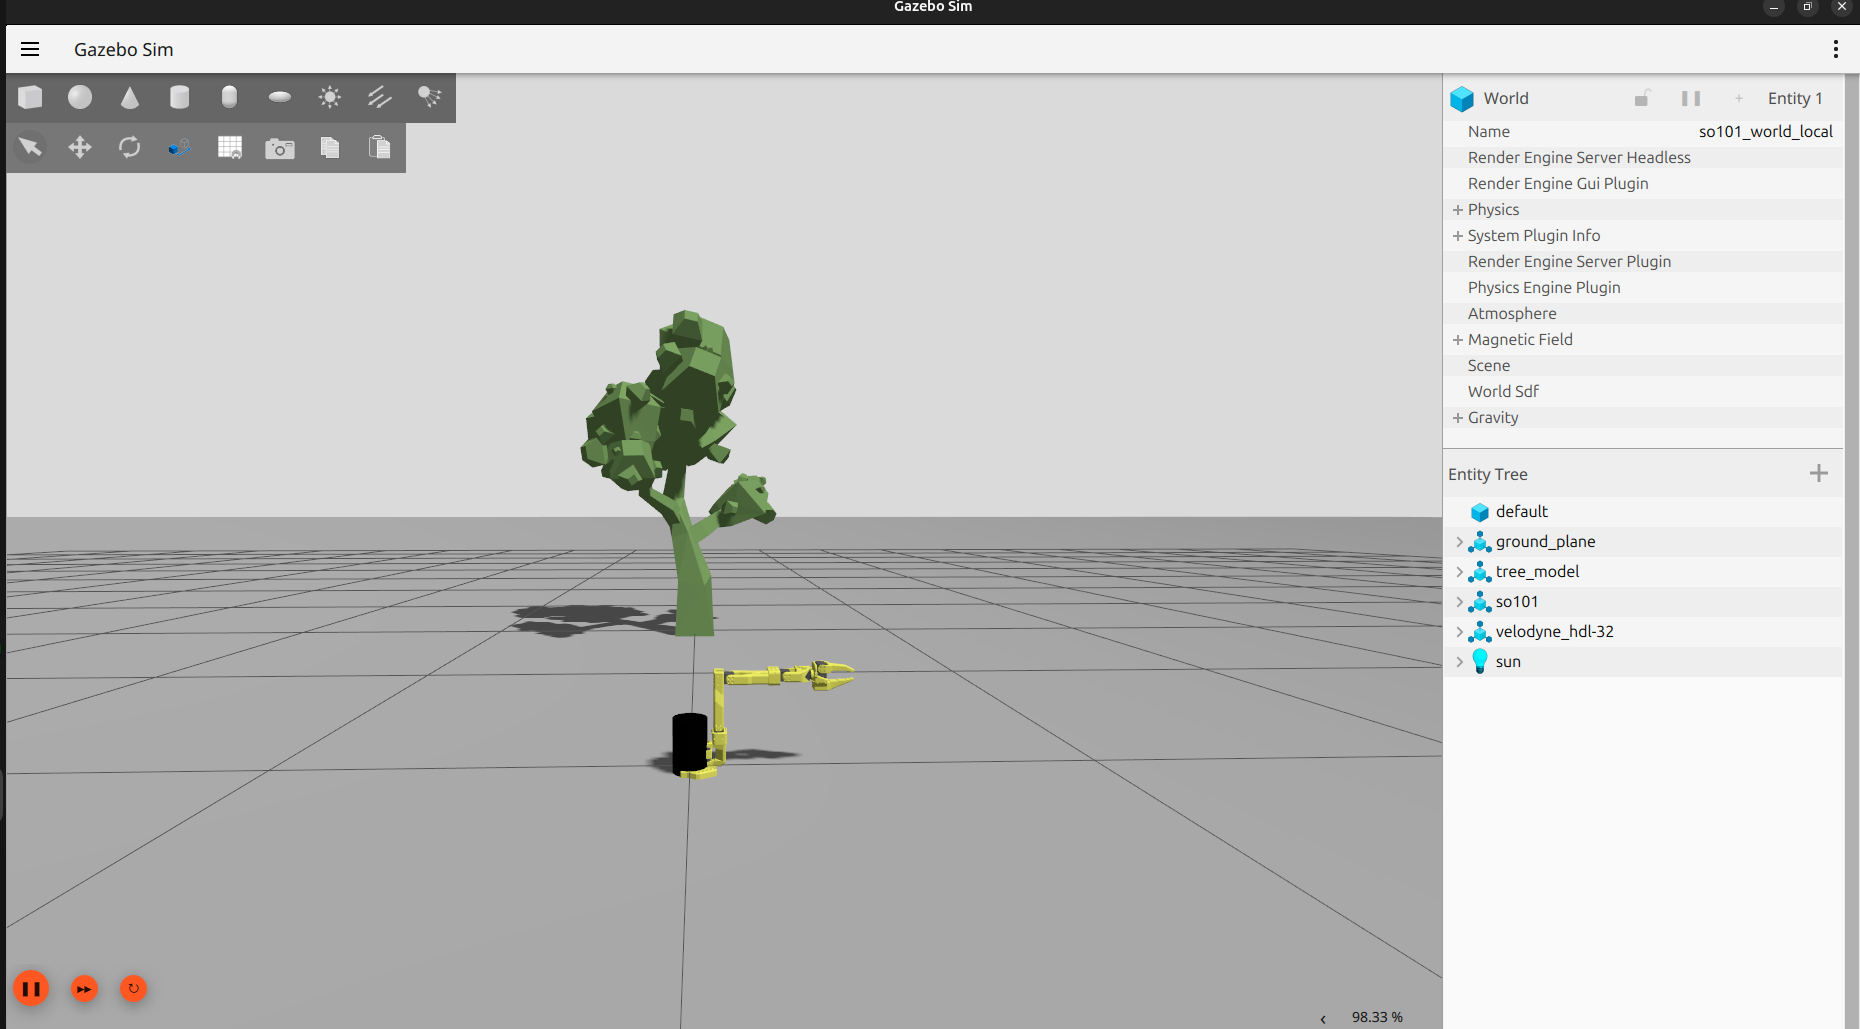 Gazebo Sim
Gazebo Sim
World
Entity 1
Name
so101_world_local
Render Engine Server Headless
Render Engine Gui Plugin
Physics
System Plugin Info
Render Engine Server Plugin
Physics Engine Plugin
Atmosphere
Magnetic Field
Scene
World Sdf
Gravity
Entity Tree
default
ground_plane
tree_model
so101
velodyne_hdl-32
sun
98.33 %